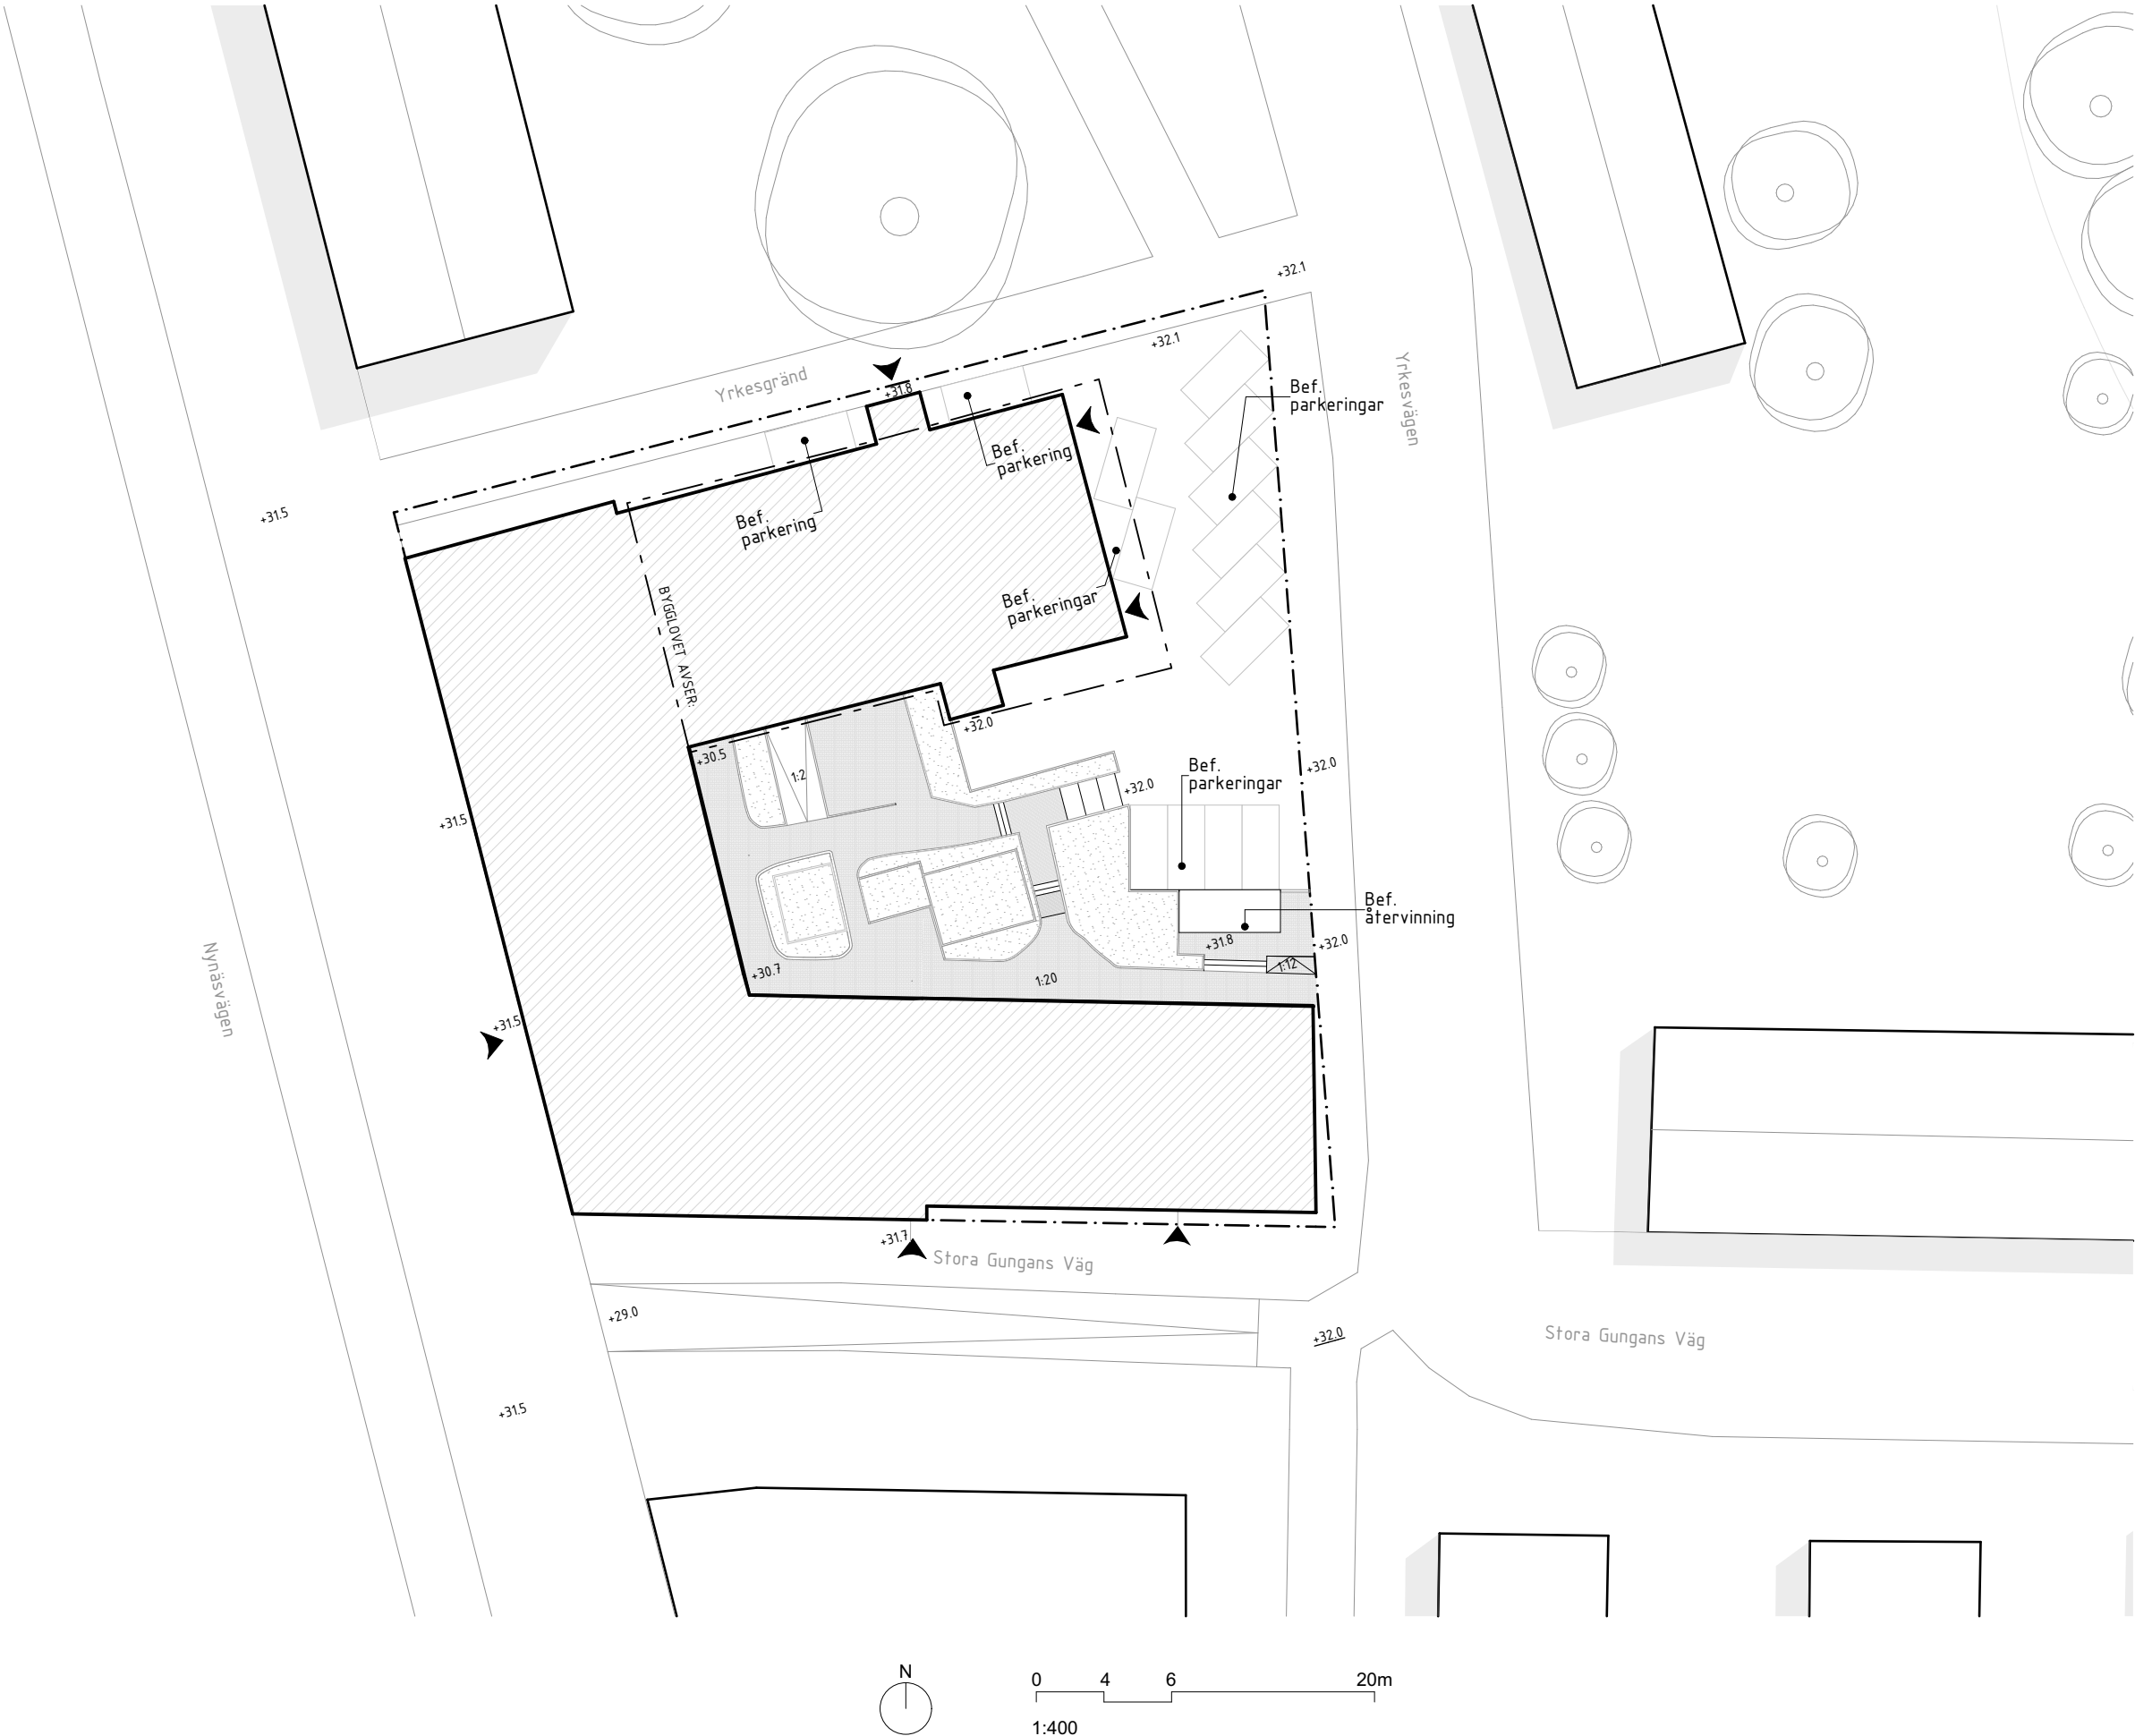 +32.1
+32.1
Yrkesgränd
+31.8
Bef.
parkeringar
Yrkesvägen
Bef.
parkering
Bef.
parkering
+31.5
Bef.
parkeringar
BYGGLOVET AVSER:
+32.0
+30.5
1:2
+32.0
Bef.
parkeringar
+32.0
+31.5
Bef.
återvinning
+31.8
+32.0
1:12
+30.7
1:20
Nynäsvägen
+31.5
+31.7
Stora Gungans Väg
+29.0
+32.0
Stora Gungans Väg
+31.5
N
0 4 6 20m
1:400